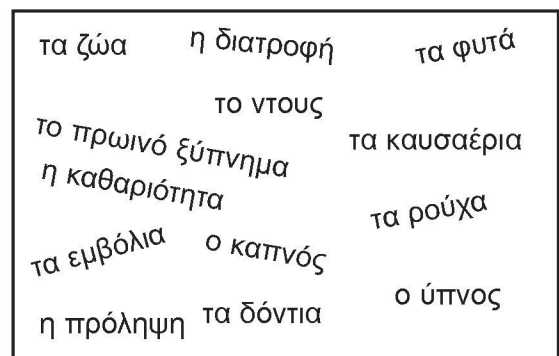 τα ζώα
η διατροφή
τα φυτά
το ντους
το πρωινό ξύπνημα
τα καυσαέρια
η καθαριότητα
τα ρούχα
τα εμβόλια
ο καπνός
ο ύπνος
η πρόληψη
τα δόντια